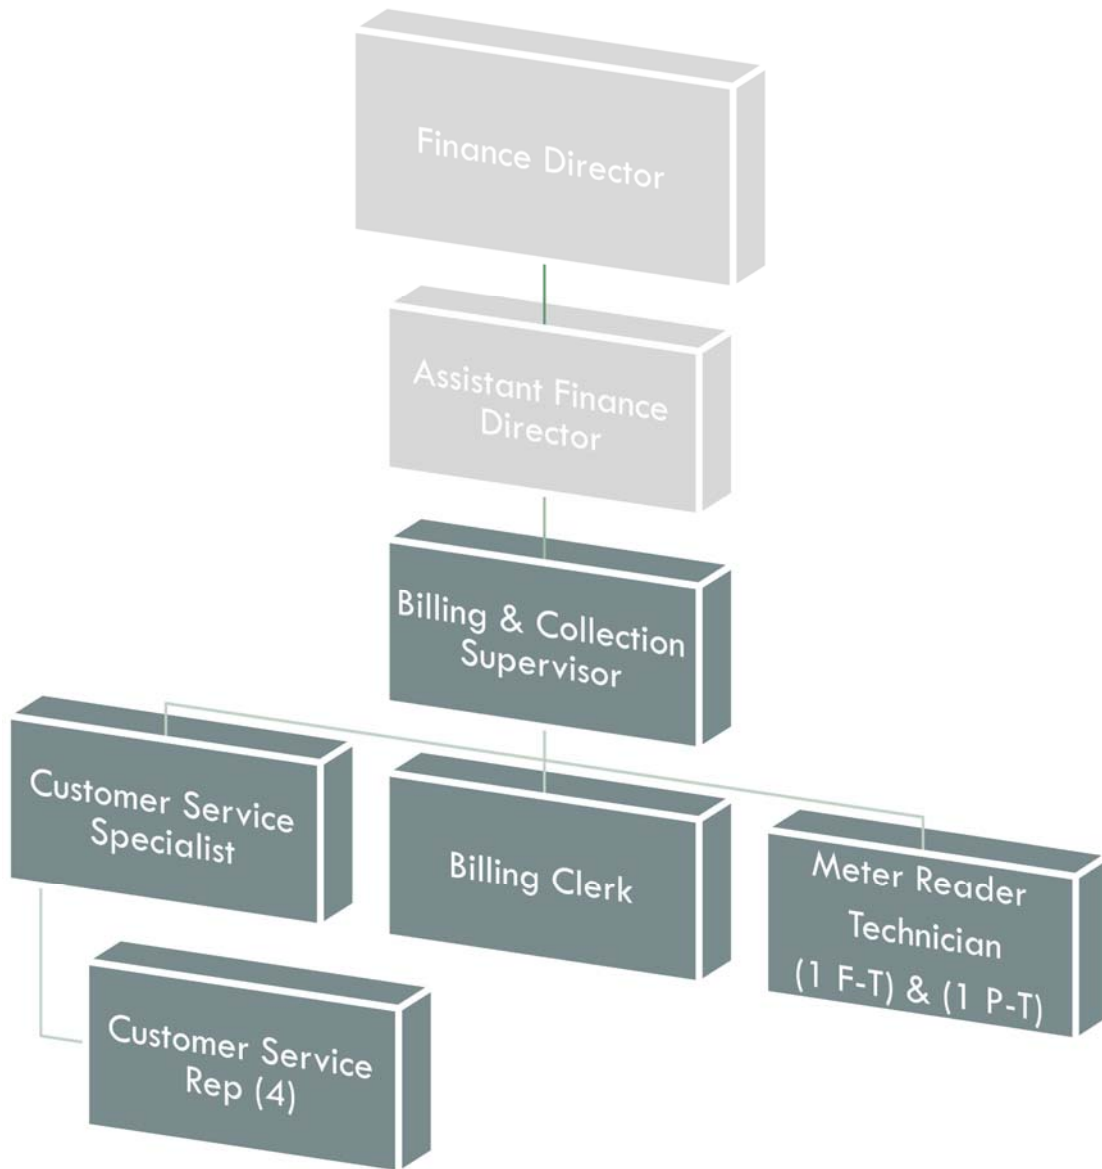 Finance Director
Assistant Finance
Director
Billing & Collection
Supervisor
Customer Service
Specialist
Billing Clerk
Meter Reader
Technician
(1 F-T) & (1 P-T)
Customer Service
Rep (4)